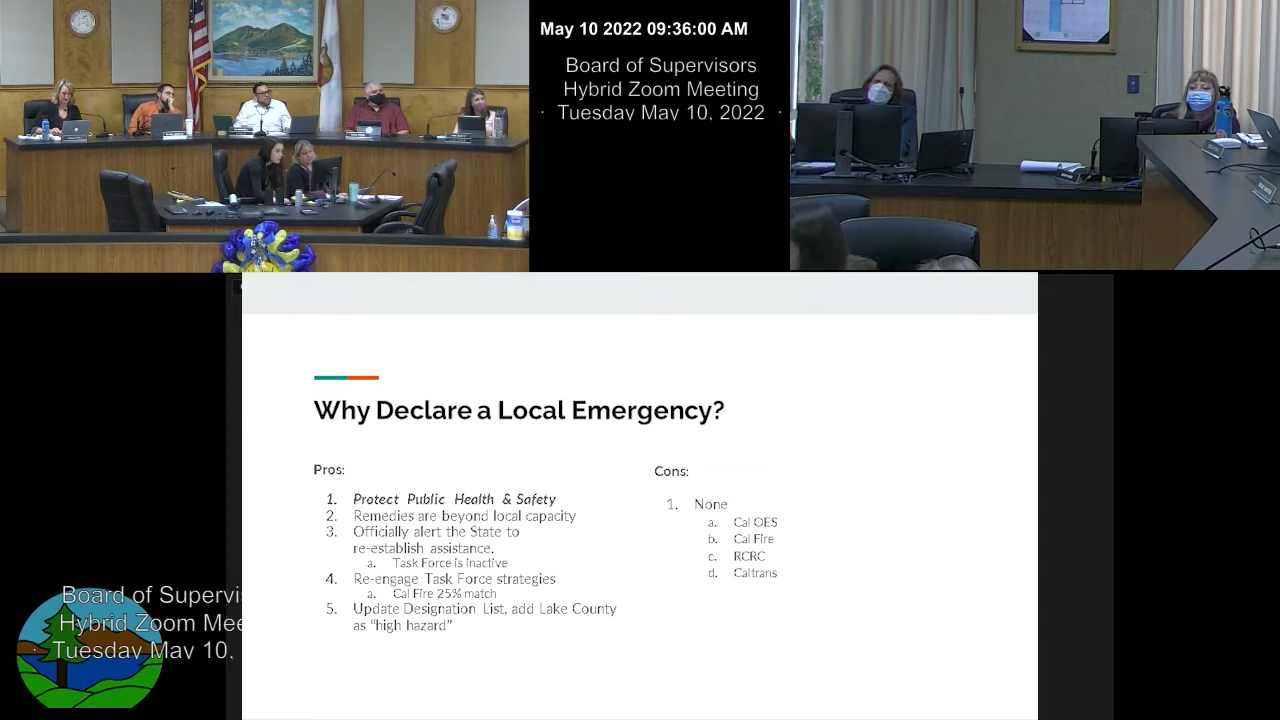 May 10 2022 09:36:00 AM
Board of Supervisors
Hybrid Zoom Meeting
· Tuesday May 10, 2022 ·
Why Declare a Local Emergency?
Pros:
1. Protect Public Health & Safety
2. Remedies are beyond local capacity
3. Officially alert the State to
re-establish assistance.
a. Task Force is inactive
4. Re-engage Task Force strategies
a. Cal Fire 25% match
5. Update Designation List, add Lake County
as "high hazard"
Cons:
1. None
a. Cal OES
b. Cal Fire
c. RCRC
d. Caltrans
Board of Supervi
Hybrid Zoom Mee
· Tuesday May 10,